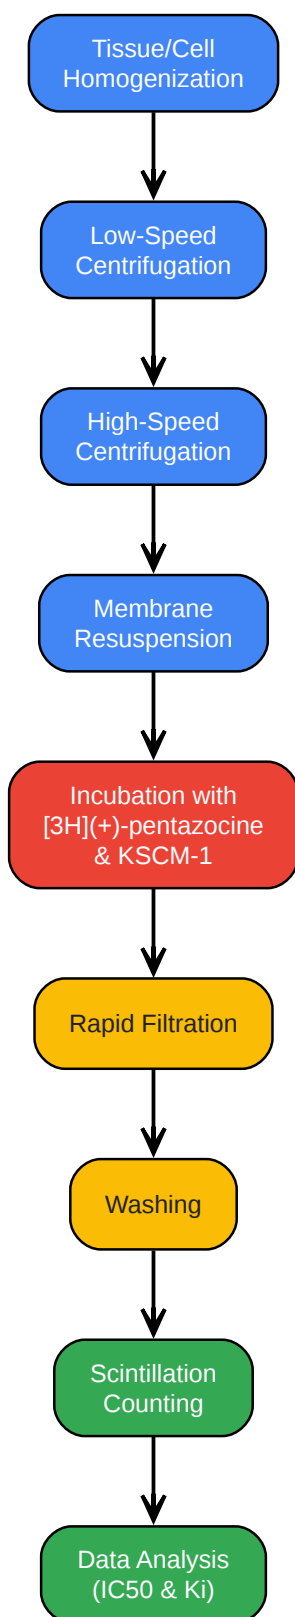 Tissue/Cell
Homogenization
Low-Speed
Centrifugation
High-Speed
Centrifugation
Membrane
Resuspension
Incubation with
[3H](+)-pentazocine
& KSCM-1
Rapid Filtration
Washing
Scintillation
Counting
Data Analysis
(IC50 & Ki)